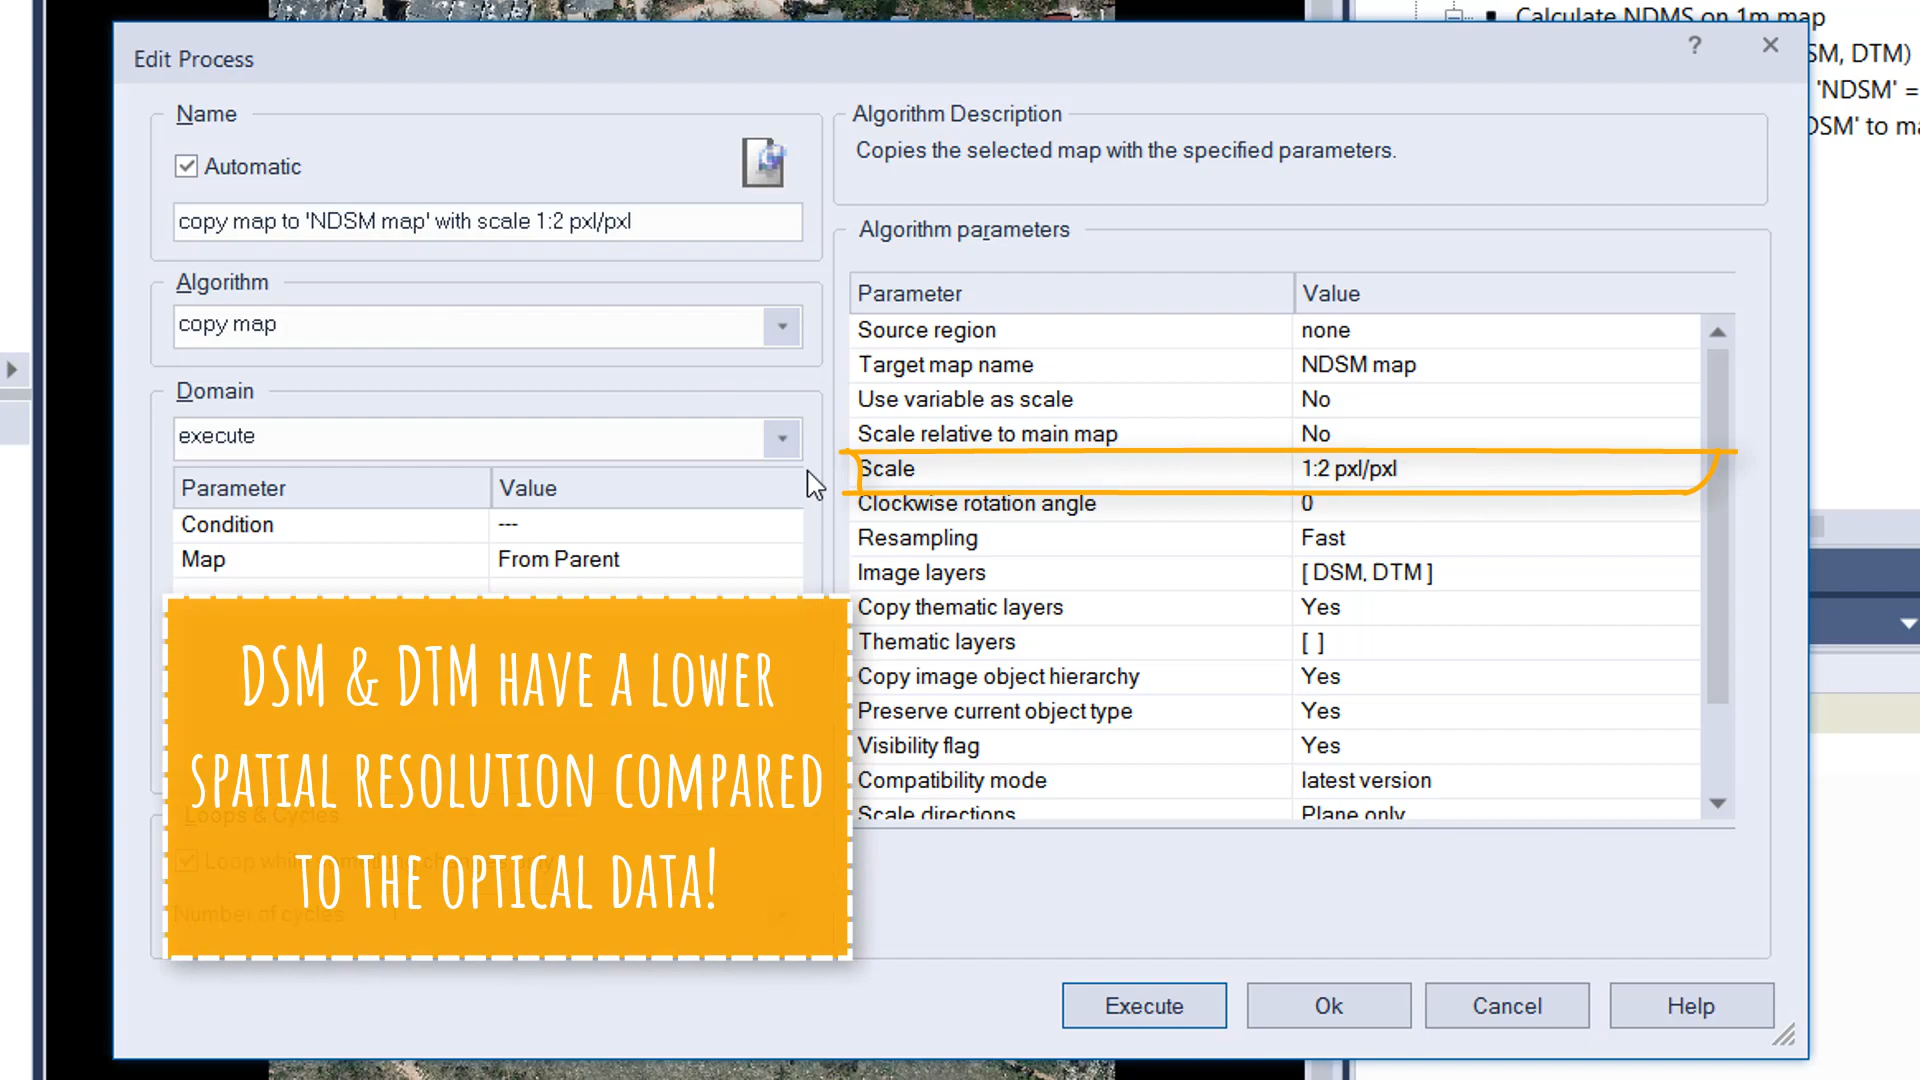 Calculate NDMS on 1m map
SM, DTM)
'NDSM' =
DSM' to ma
Edit Process
?
Name
Automatic
copy map to 'NDSM map' with scale 1:2 pxl/pxl
Algorithm
copy map
Domain
execute
Parameter Value
Condition ---
Map From Parent
DSM & DTM HAVE A LOWER
SPATIAL RESOLUTION COMPARED
TO THE OPTICAL DATA!
Loops & Cycles
Number of cycles
Algorithm Description
Copies the selected map with the specified parameters.
Algorithm parameters
Parameter Value
Source region none
Target map name NDSM map
Use variable as scale No
Scale relative to main map No
Scale 1:2 pxl/pxl
Clockwise rotation angle 0
Resampling Fast
Image layers [ DSM, DTM ]
Copy thematic layers Yes
Thematic layers [ ]
Copy image object hierarchy Yes
Preserve current object type Yes
Visibility flag Yes
Compatibility mode latest version
Scale directions Plane only
Execute Ok Cancel Help